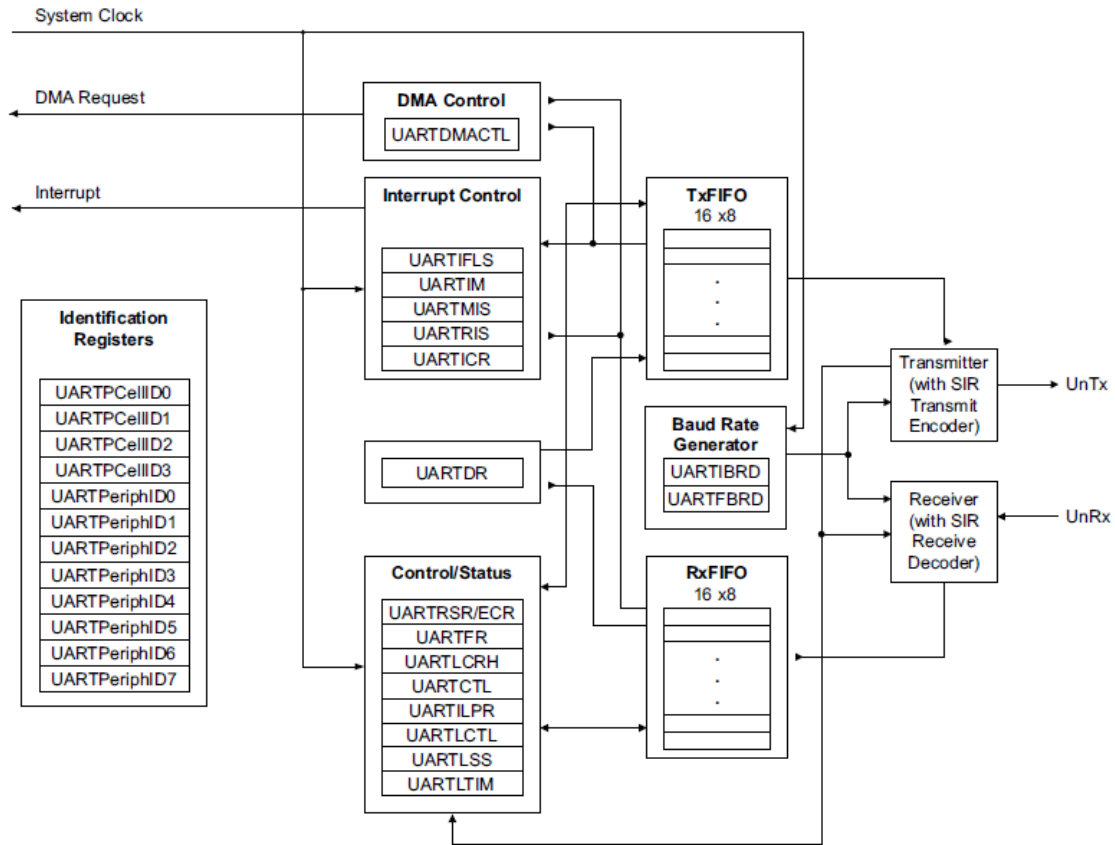 System Clock
DMA Request
DMA Control
UARTDMACTL
Interrupt
Interrupt Control
UARTIFLS
UARTIM
UARTMIS
UARTRIS
UARTICR
TxFIFO
16 x8
.
.
.
Identification
Registers
UARTPCellID0
UARTPCellID1
UARTPCellID2
UARTPCellID3
UARTPeriphID0
UARTPeriphID1
UARTPeriphID2
UARTPeriphID3
UARTPeriphID4
UARTPeriphID5
UARTPeriphID6
UARTPeriphID7
UARTDR
Baud Rate
Generator
UARTIBRD
UARTFBRD
Transmitter
(with SIR
Transmit
Encoder)
UnTx
Receiver
(with SIR
Receive
Decoder)
UnRx
Control/Status
UARTRSR/ECR
UARTFR
UARTLCRH
UARTCTL
UARTILPR
UARTLCTL
UARTLSS
UARTLTIM
RxFIFO
16 x8
.
.
.